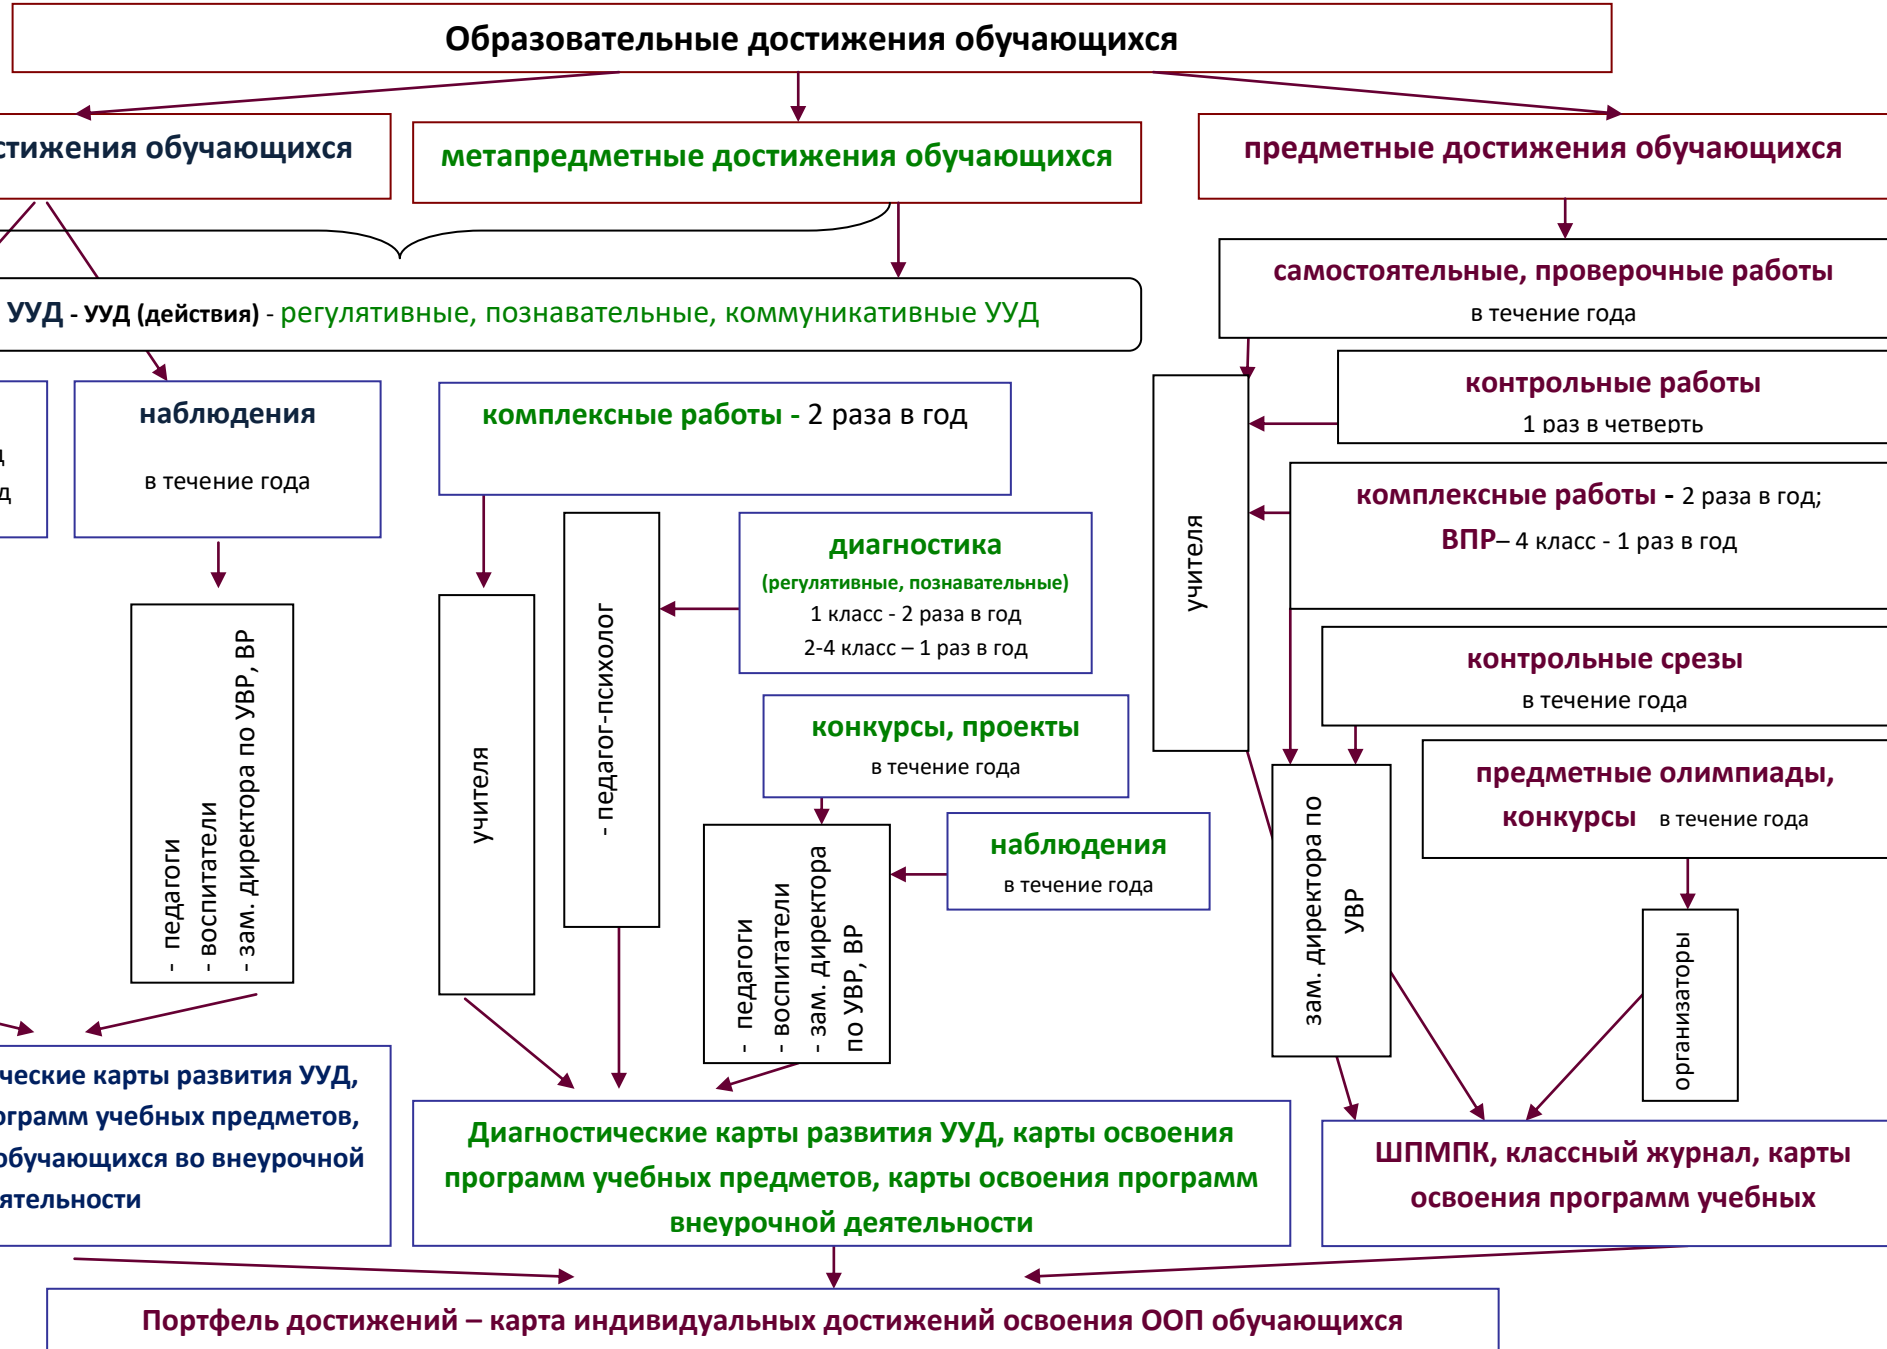 Образовательные достижения обучающихся
обучающихся
метапредметные достижения обучающихся
предметные достижения обучающихся
УУД - УУД (действия) - регулятивные, познавательные, коммуникативные УУД
самостоятельные, проверочные работы
в течение года
контрольные работы
1 раз в четверть
наблюдения
в течение года
комплексные работы - 2 раза в год
комплексные работы - 2 раза в год;
ВПР– 4 класс - 1 раз в год
учителя
диагностика
(регулятивные, познавательные)
1 класс - 2 раза в год
2-4 класс – 1 раз в год
- педагоги
- воспитатели
- зам. директора по УВР, ВР
учителя
- педагог-психолог
контрольные срезы
в течение года
конкурсы, проекты
в течение года
предметные олимпиады,
конкурсы в течение года
- педагоги
- воспитатели
- зам. директора
по УВР, ВР
наблюдения
в течение года
зам. директора по
УВР
организаторы
карты развития УУД,
учебных предметов,
обучающихся во внеурочной
Диагностические карты развития УУД, карты освоения
программ учебных предметов, карты освоения программ
внеурочной деятельности
ШПМПК, классный журнал, карты
освоения программ учебных
Портфель достижений – карта индивидуальных достижений освоения ООП обучающихся